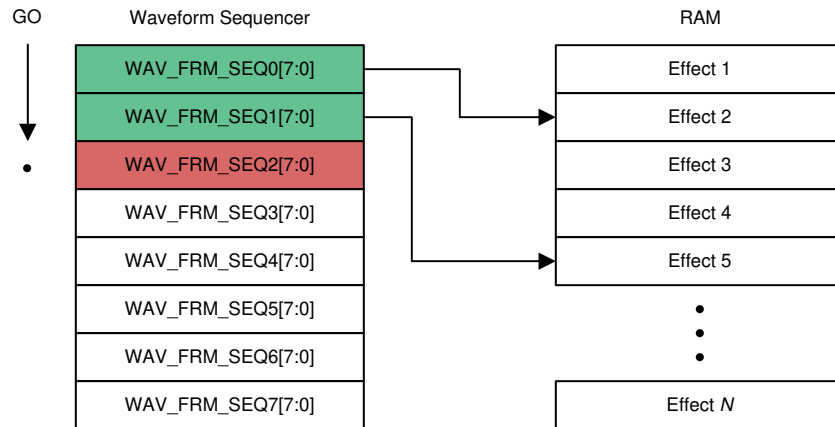 GO Waveform Sequencer RAM
WAV_FRM_SEQ0[7:0] Effect 1
WAV_FRM_SEQ1[7:0] Effect 2
WAV_FRM_SEQ2[7:0] Effect 3
WAV_FRM_SEQ3[7:0] Effect 4
WAV_FRM_SEQ4[7:0] Effect 5
WAV_FRM_SEQ5[7:0]
WAV_FRM_SEQ6[7:0]
WAV_FRM_SEQ7[7:0] Effect N